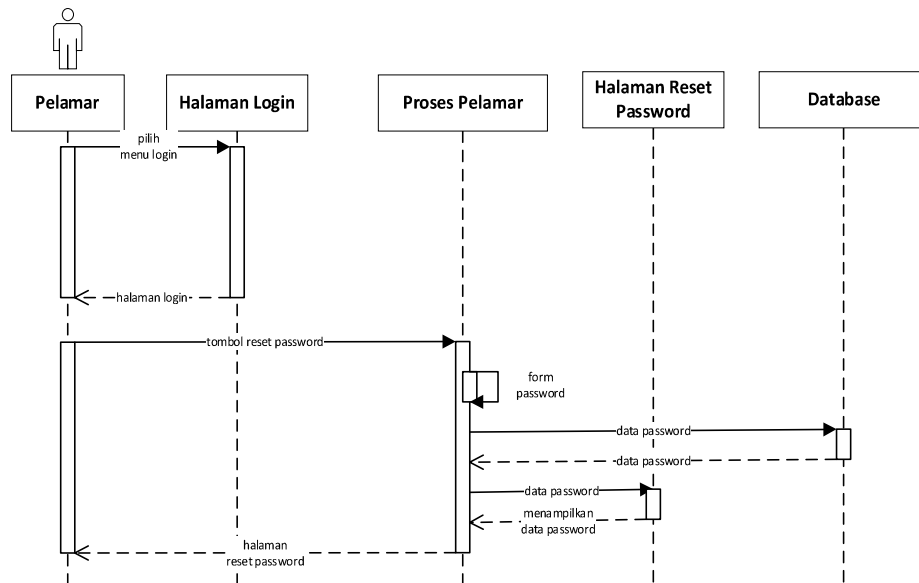 Pelamar
Halaman Login
Proses Pelamar
Halaman Reset
Password
Database
pilih
menu login
halaman login
tombol reset password
form
password
data password
data password
data password
menampilkan
data password
halaman
reset password